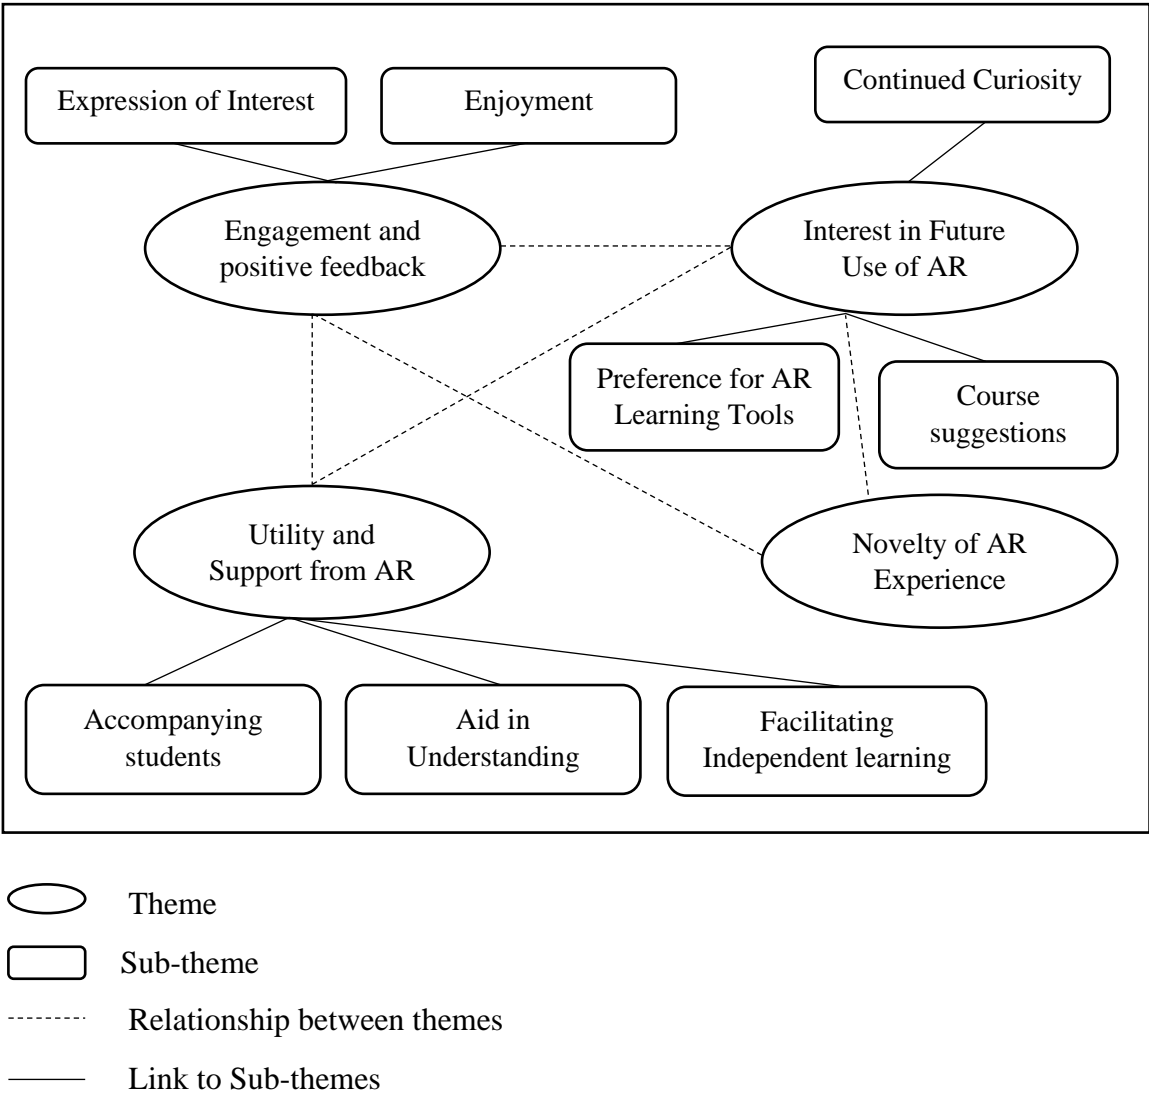 Expression of Interest
Enjoyment
Continued Curiosity
Engagement and
positive feedback
Interest in Future
Use of AR
Preference for AR
Learning Tools
Course
suggestions
Utility and
Support from AR
Novelty of AR
Experience
Accompanying
students
Aid in
Understanding
Facilitating
Independent learning
Theme
Sub-theme
Relationship between themes
Link to Sub-themes